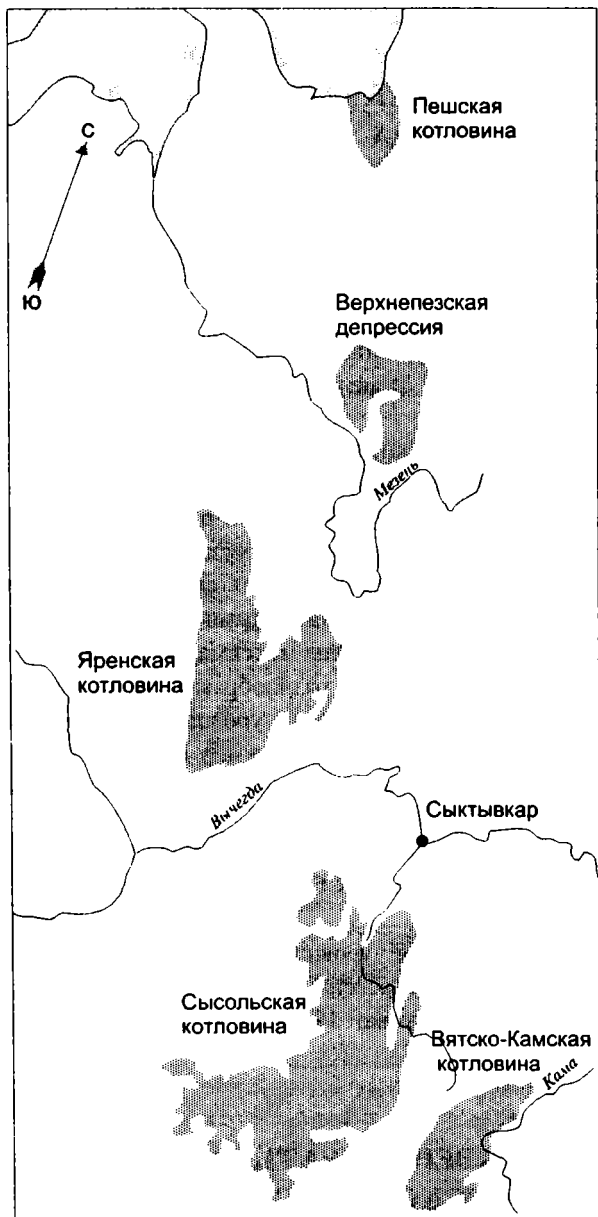 Пешская
котловина
С
Ю
Верхнепезская
депрессия
Мезень
Яренская
котловина
Вычегда
Сыктывкар
Сысольская
котловина
Вятско-Камская
котловина
Кама